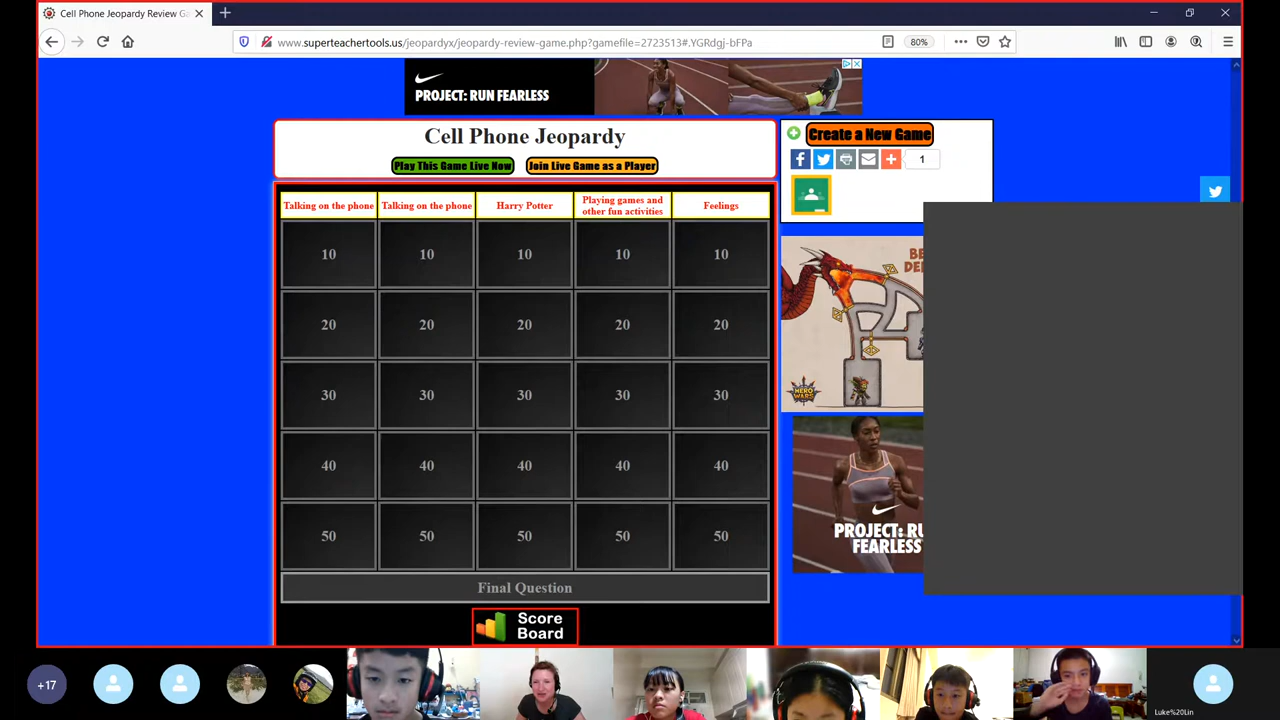 Cell Phone Jeopardy Review Ga
www.superteachertools.us/jeopardyx/jeopardy-review-game.php?gamefile=2723513#.YGRdgj-bFPa
80%
PROJECT: RUN FEARLESS
Cell Phone Jeopardy
Play This Game Live Now
Join Live Game as a Player
Create a New Game
1
Talking on the phone
Talking on the phone
Harry Potter
Playing games and
other fun activities
Feelings
10 10 10 10 10
20 20 20 20 20
30 30 30 30 30
40 40 40 40 40
50 50 50 50 50
Final Question
Score
Board
HERO
WARS
PROJECT: RU
FEARLESS
+17
Luke%20Lin